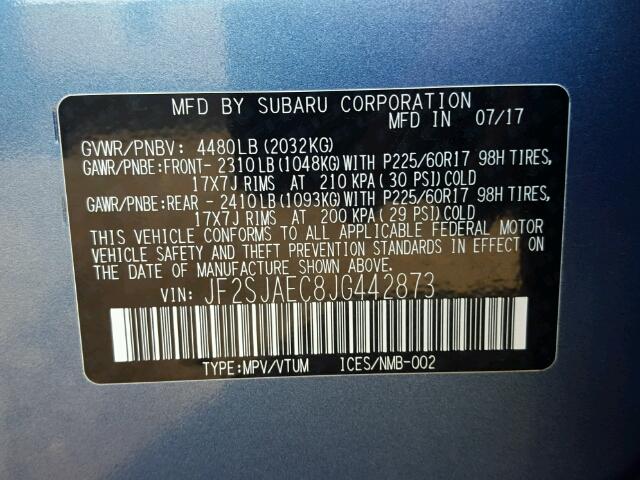 MFD BY SUBARU CORPORATION
MFD IN 07/17
GVWR/PNBV: 4480LB(2032KG)
GAWR/PNBE:FRONT- 2310LB(1048KG)WITH P225/60R17 98H TIRES,
17X7J RIMS AT 210 KPA(30 PSI)COLD
GAWR/PNBE:REAR - 2410LB(1093KG)WITH P225/60R17 98H TIRES,
17X7J RIMS AT 200 KPA(29 PSI)COLD
THIS VEHICLE CONFORMS TO ALL APPLICABLE FEDERAL MOTOR
VEHICLE SAFETY AND THEFT PREVENTION STANDARDS IN EFFECT ON
THE DATE OF MANUFACTURE SHOWN ABOVE.
VIN: JF2SJAEC8JG442873
TYPE:MPV/VTUM ICES/NMB-002